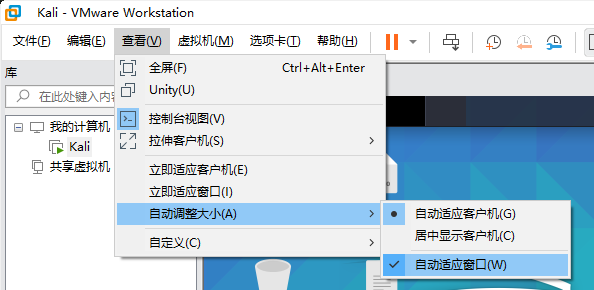 Kali - VMware Workstation
文件(F) 编辑(E) 查看(V) 虚拟机(M) 选项卡(T) 帮助(H)
库
在此处键入内容
我的计算机
Kali
共享虚拟机
全屏(F) Ctrl+Alt+Enter
Unity(U)
控制台视图(V)
拉伸客户机(S)
立即适应客户机(E)
立即适应窗口(I)
自动调整大小(A)
自定义(C)
自动适应客户机(G)
居中显示客户机(C)
自动适应窗口(W)